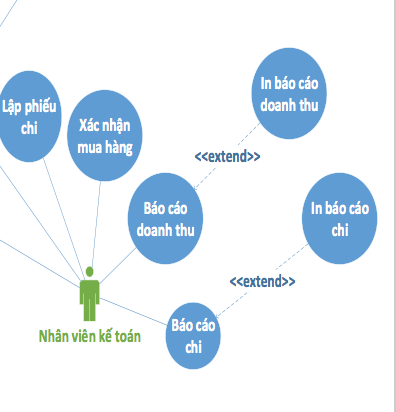 In báo cáo
doanh thu
Lập phiếu
chi
Xác nhận
mua hàng
<<extend>>
Báo cáo
doanh thu
In báo cáo
chi
<<extend>>
Nhân viên kế toán
Báo cáo
chi